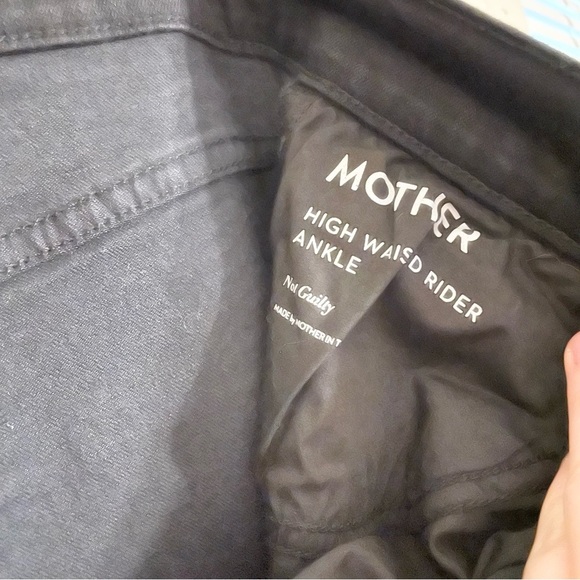 MOTHER
HIGH WAISD RIDER
ANKLE
Not Guilty
MADE by MOTHER IN T